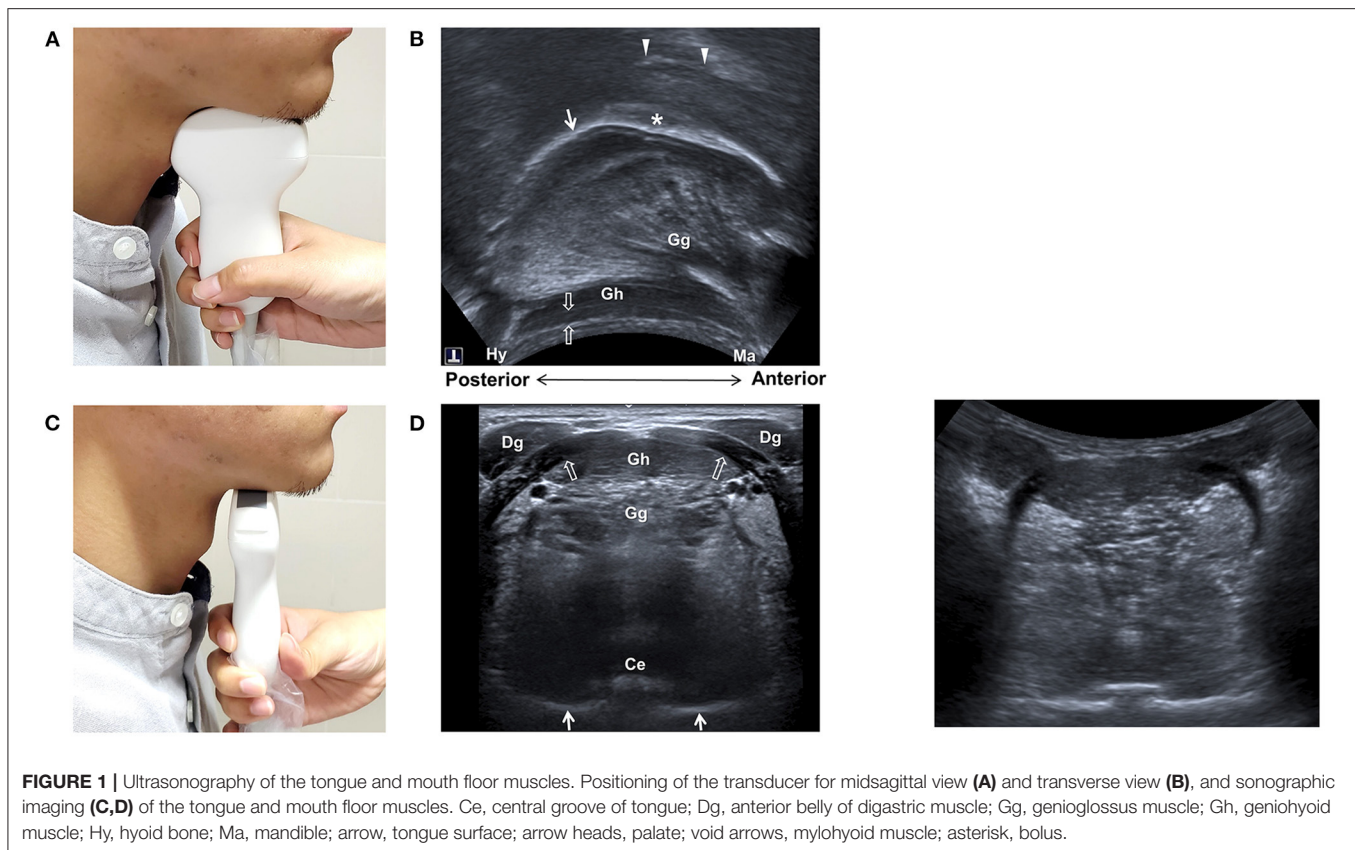 A
B
*
Gg
Gh
Hy
Ma
Posterior
Anterior
C
D
Dg
Dg
Gh
Gg
Ce
FIGURE 1 | Ultrasonography of the tongue and mouth floor muscles. Positioning of the transducer for midsagittal view (A) and transverse view (B), and sonographic
imaging (C,D) of the tongue and mouth floor muscles. Ce, central groove of tongue; Dg, anterior belly of digastric muscle; Gg, genioglossus muscle; Gh, geniohyoid
muscle; Hy, hyoid bone; Ma, mandible; arrow, tongue surface; arrow heads, palate; void arrows, mylohyoid muscle; asterisk, bolus.